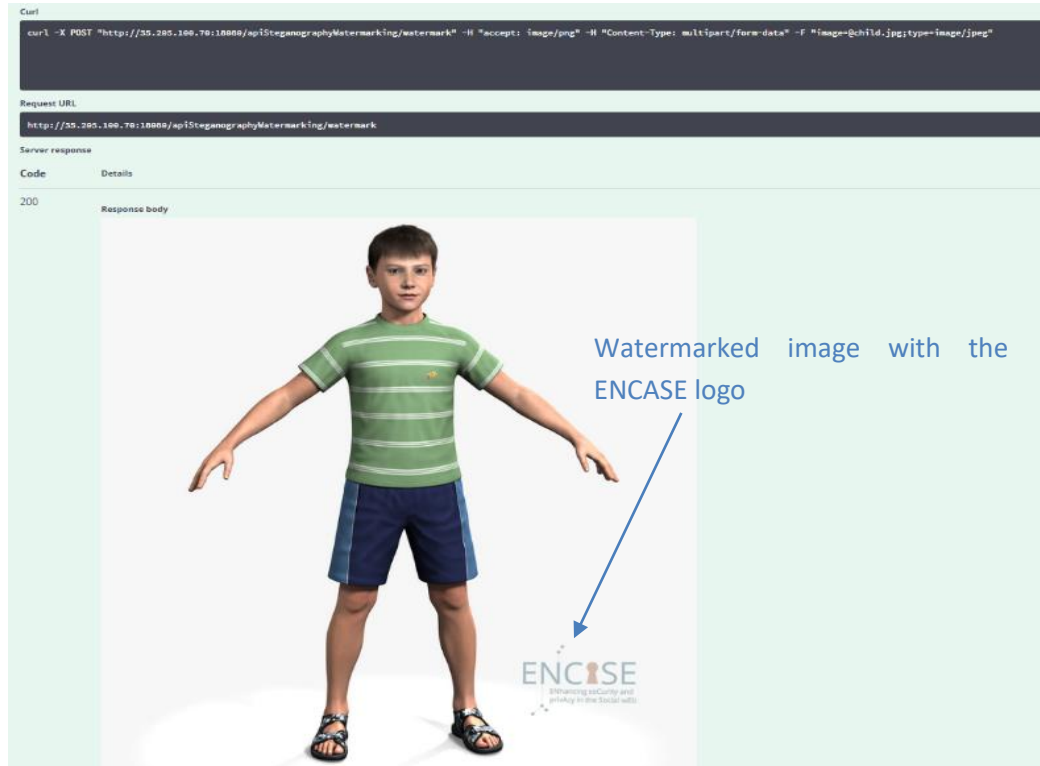 Curl
curl -X POST "http://35.205.100.70:18080/apiSteganographyWatermarking/watermark" -H "accept: image/png" -H "Content-Type: multipart/form-data" -F "image=@child.jpg;type=image/jpeg"
Request URL
http://35.205.100.70:18080/apiSteganographyWatermarking/watermark
Server response
Code Details
200
Response body
Watermarked image with the
ENCASE logo
ENCASE
ENhancing seCurity and
privAcy in the Social wEb